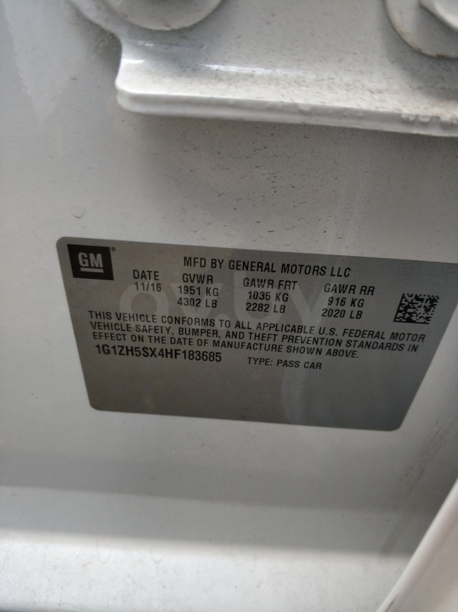 GM
MFD BY GENERAL MOTORS LLC
DATE GVWR GAWR FRT GAWR RR
11/16 1951 KG 1035 KG 916 KG
4302 LB 2282 LB 2020 LB
THIS VEHICLE CONFORMS TO ALL APPLICABLE U.S. FEDERAL MOTOR
VEHICLE SAFETY, BUMPER, AND THEFT PREVENTION STANDARDS IN
EFFECT ON THE DATE OF MANUFACTURE SHOWN ABOVE.
1G1ZH5SX4HF183685 TYPE: PASS CAR